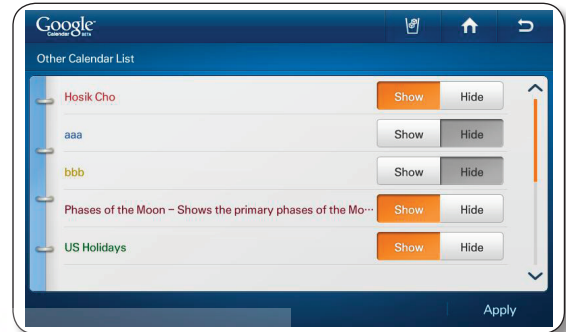 Google
Calendar BETA
Other Calendar List
Hosik Cho Show Hide
aaa Show Hide
bbb Show Hide
Phases of the Moon – Shows the primary phases of the Mo··· Show Hide
US Holidays Show Hide
Apply